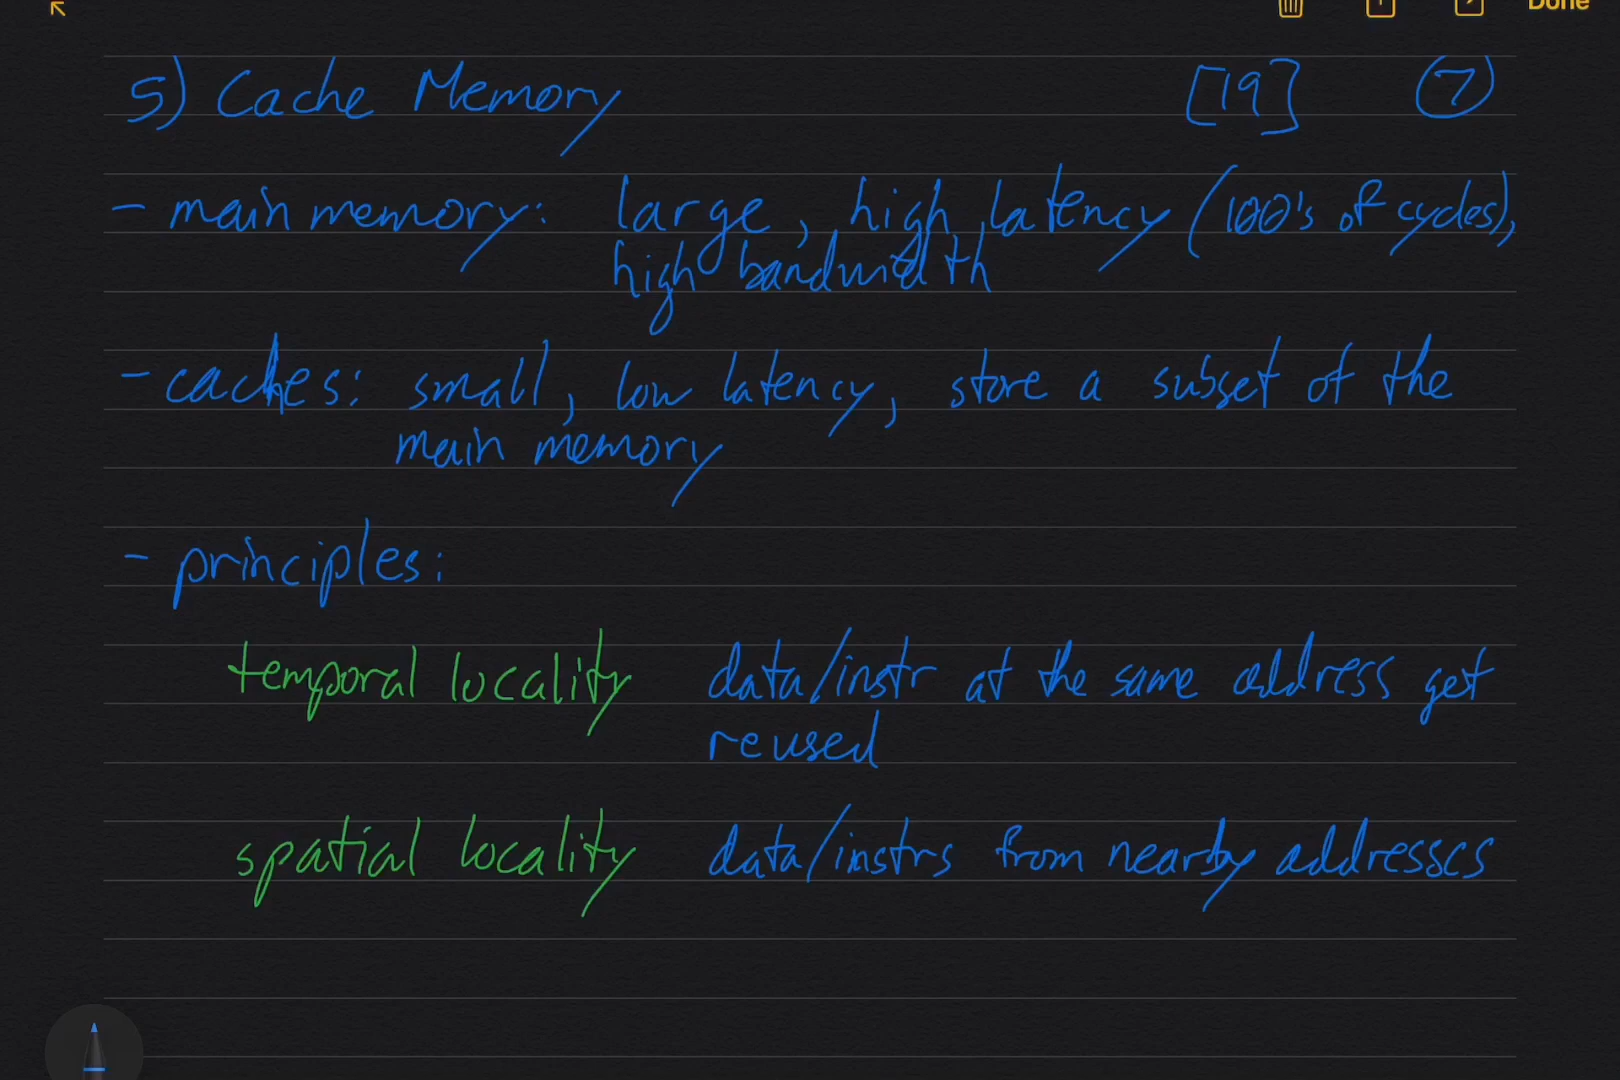 Done
5) Cache Memory [19] 7
- main memory: large, high latency (100's of cycles),
high bandwidth
- caches: small, low latency, store a subset of the
main memory
- principles:
temporal locality data/instr at the same address get
reused
spatial locality data/instrs from nearby addresses